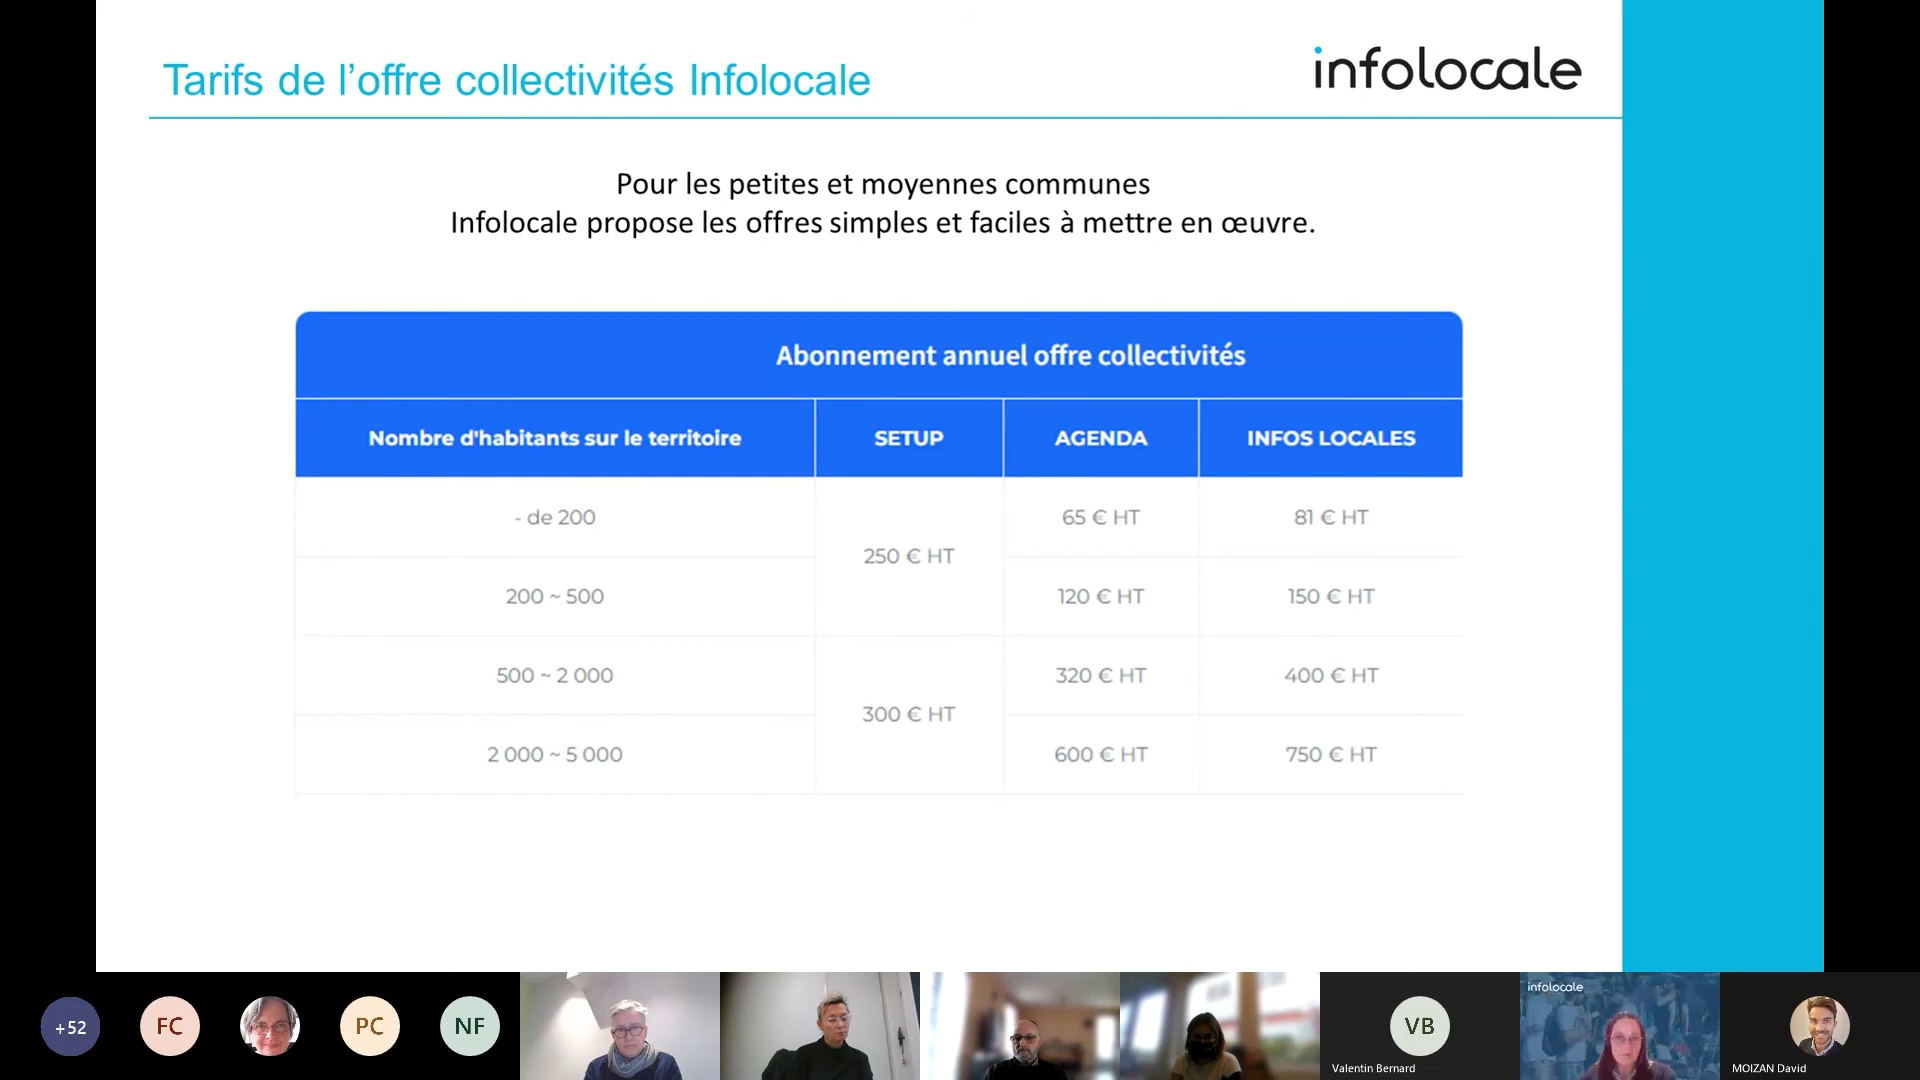 Tarifs de l’offre collectivités Infolocale
infolocale
Pour les petites et moyennes communes
Infolocale propose les offres simples et faciles à mettre en œuvre.
Abonnement annuel offre collectivités
Nombre d'habitants sur le territoire SETUP AGENDA INFOS LOCALES
- de 200 65 € HT 81 € HT
250 € HT
200 ~ 500 120 € HT 150 € HT
500 ~ 2 000 320 € HT 400 € HT
300 € HT
2 000 ~ 5 000 600 € HT 750 € HT
+52 FC PC NF VB
infolocale
Valentin Bernard
MOIZAN David